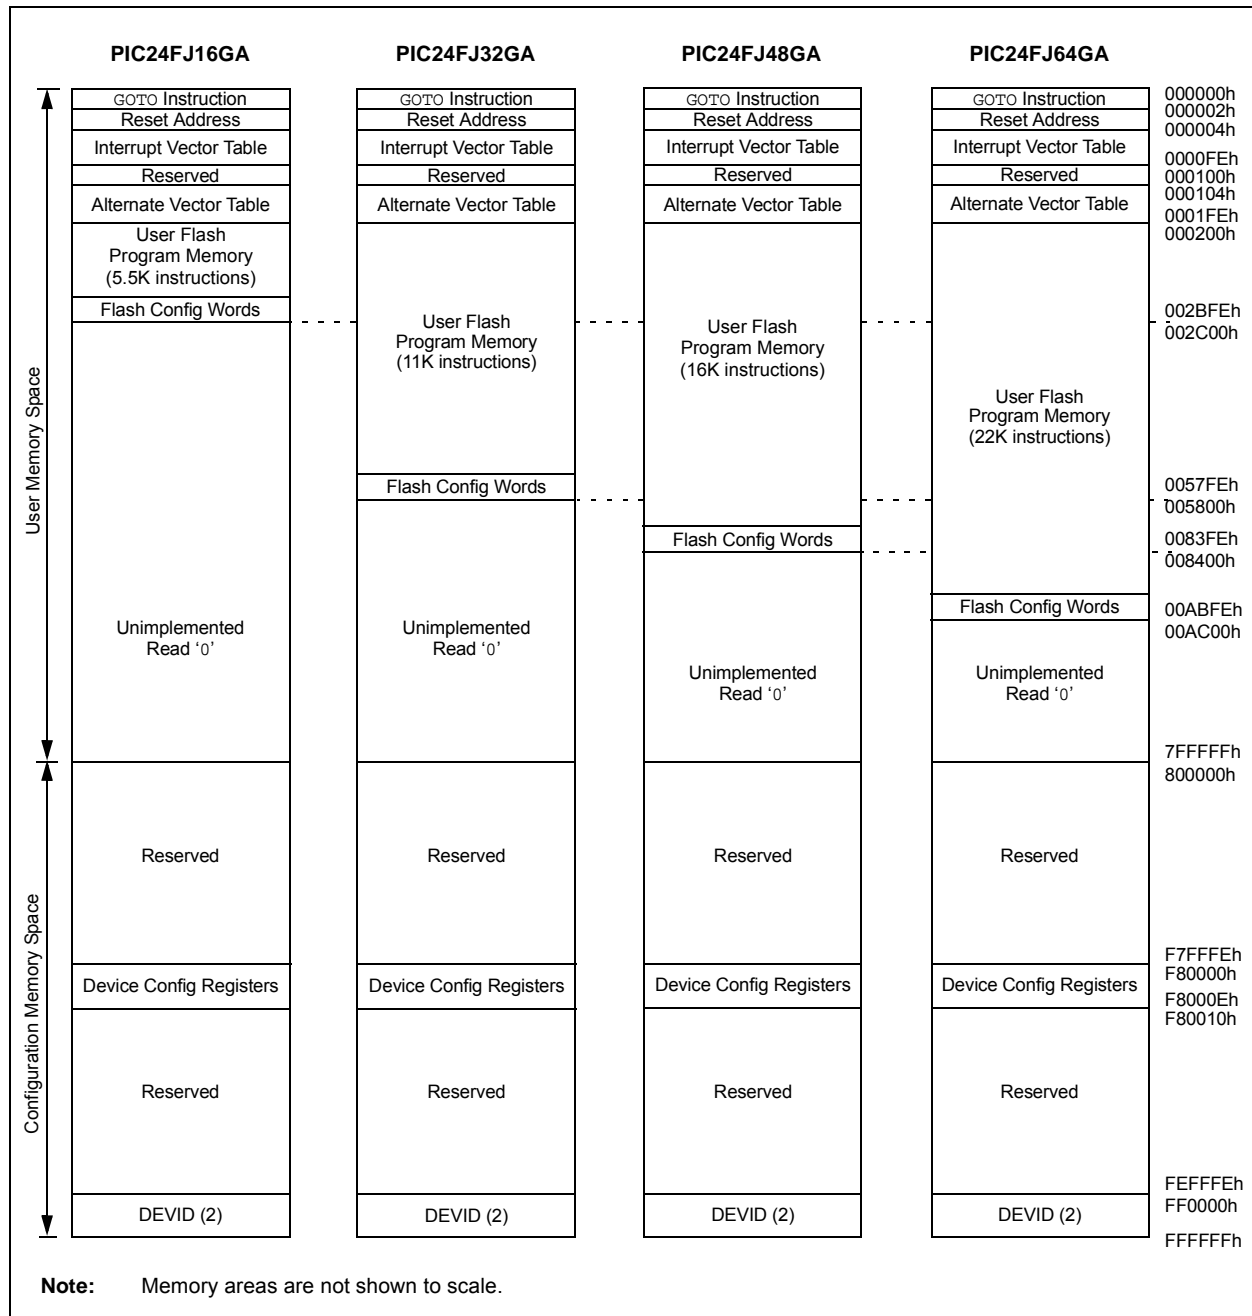 PIC24FJ16GA
PIC24FJ32GA
PIC24FJ48GA
PIC24FJ64GA
User Memory Space
Configuration Memory Space
GOTO Instruction
Reset Address
Interrupt Vector Table
Reserved
Alternate Vector Table
User Flash
Program Memory
(5.5K instructions)
Flash Config Words
Unimplemented
Read ‘0’
Reserved
Device Config Registers
Reserved
DEVID (2)
GOTO Instruction
Reset Address
Interrupt Vector Table
Reserved
Alternate Vector Table
User Flash
Program Memory
(11K instructions)
Flash Config Words
Unimplemented
Read ‘0’
Reserved
Device Config Registers
Reserved
DEVID (2)
GOTO Instruction
Reset Address
Interrupt Vector Table
Reserved
Alternate Vector Table
User Flash
Program Memory
(16K instructions)
Flash Config Words
Unimplemented
Read ‘0’
Reserved
Device Config Registers
Reserved
DEVID (2)
GOTO Instruction
Reset Address
Interrupt Vector Table
Reserved
Alternate Vector Table
User Flash
Program Memory
(22K instructions)
Flash Config Words
Unimplemented
Read ‘0’
Reserved
Device Config Registers
Reserved
DEVID (2)
000000h
000002h
000004h
0000FEh
000100h
000104h
0001FEh
000200h
002BFEh
002C00h
0057FEh
005800h
0083FEh
008400h
00ABFEh
00AC00h
7FFFFFh
800000h
F7FFFEh
F80000h
F8000Eh
F80010h
FEFFFEh
FF0000h
FFFFFFh
Note: Memory areas are not shown to scale.